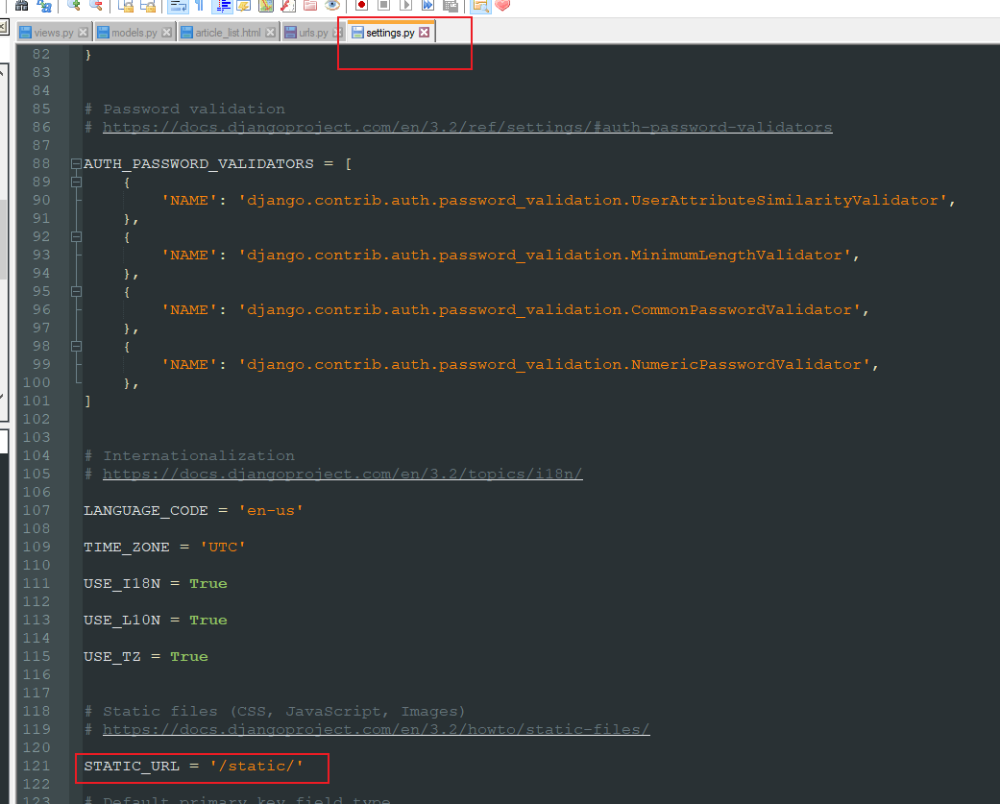 views.py models.py article_list.html urls.py settings.py
82 }
83
84
85 # Password validation
86 # https://docs.djangoproject.com/en/3.2/ref/settings/#auth-password-validators
87
88 AUTH_PASSWORD_VALIDATORS = [
89 {
90 'NAME': 'django.contrib.auth.password_validation.UserAttributeSimilarityValidator',
91 },
92 {
93 'NAME': 'django.contrib.auth.password_validation.MinimumLengthValidator',
94 },
95 {
96 'NAME': 'django.contrib.auth.password_validation.CommonPasswordValidator',
97 },
98 {
99 'NAME': 'django.contrib.auth.password_validation.NumericPasswordValidator',
100 },
101 ]
102
103
104 # Internationalization
105 # https://docs.djangoproject.com/en/3.2/topics/i18n/
106
107 LANGUAGE_CODE = 'en-us'
108
109 TIME_ZONE = 'UTC'
110
111 USE_I18N = True
112
113 USE_L10N = True
114
115 USE_TZ = True
116
117
118 # Static files (CSS, JavaScript, Images)
119 # https://docs.djangoproject.com/en/3.2/howto/static-files/
120
121 STATIC_URL = '/static/'
122
123 # Default primary key field type